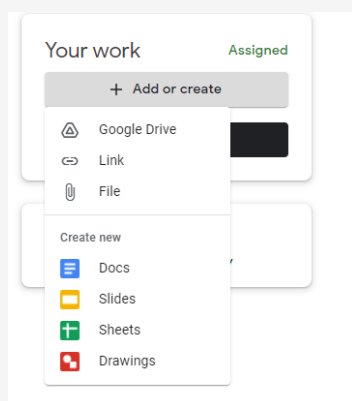 Your work Assigned
+ Add or create
Google Drive
Link
File
Create new
Docs
Slides
Sheets
Drawings